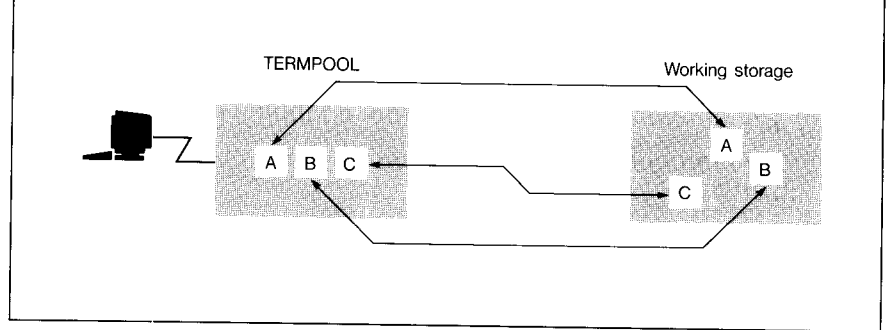 TERMPOOL
Working storage
A B C
A
B
C